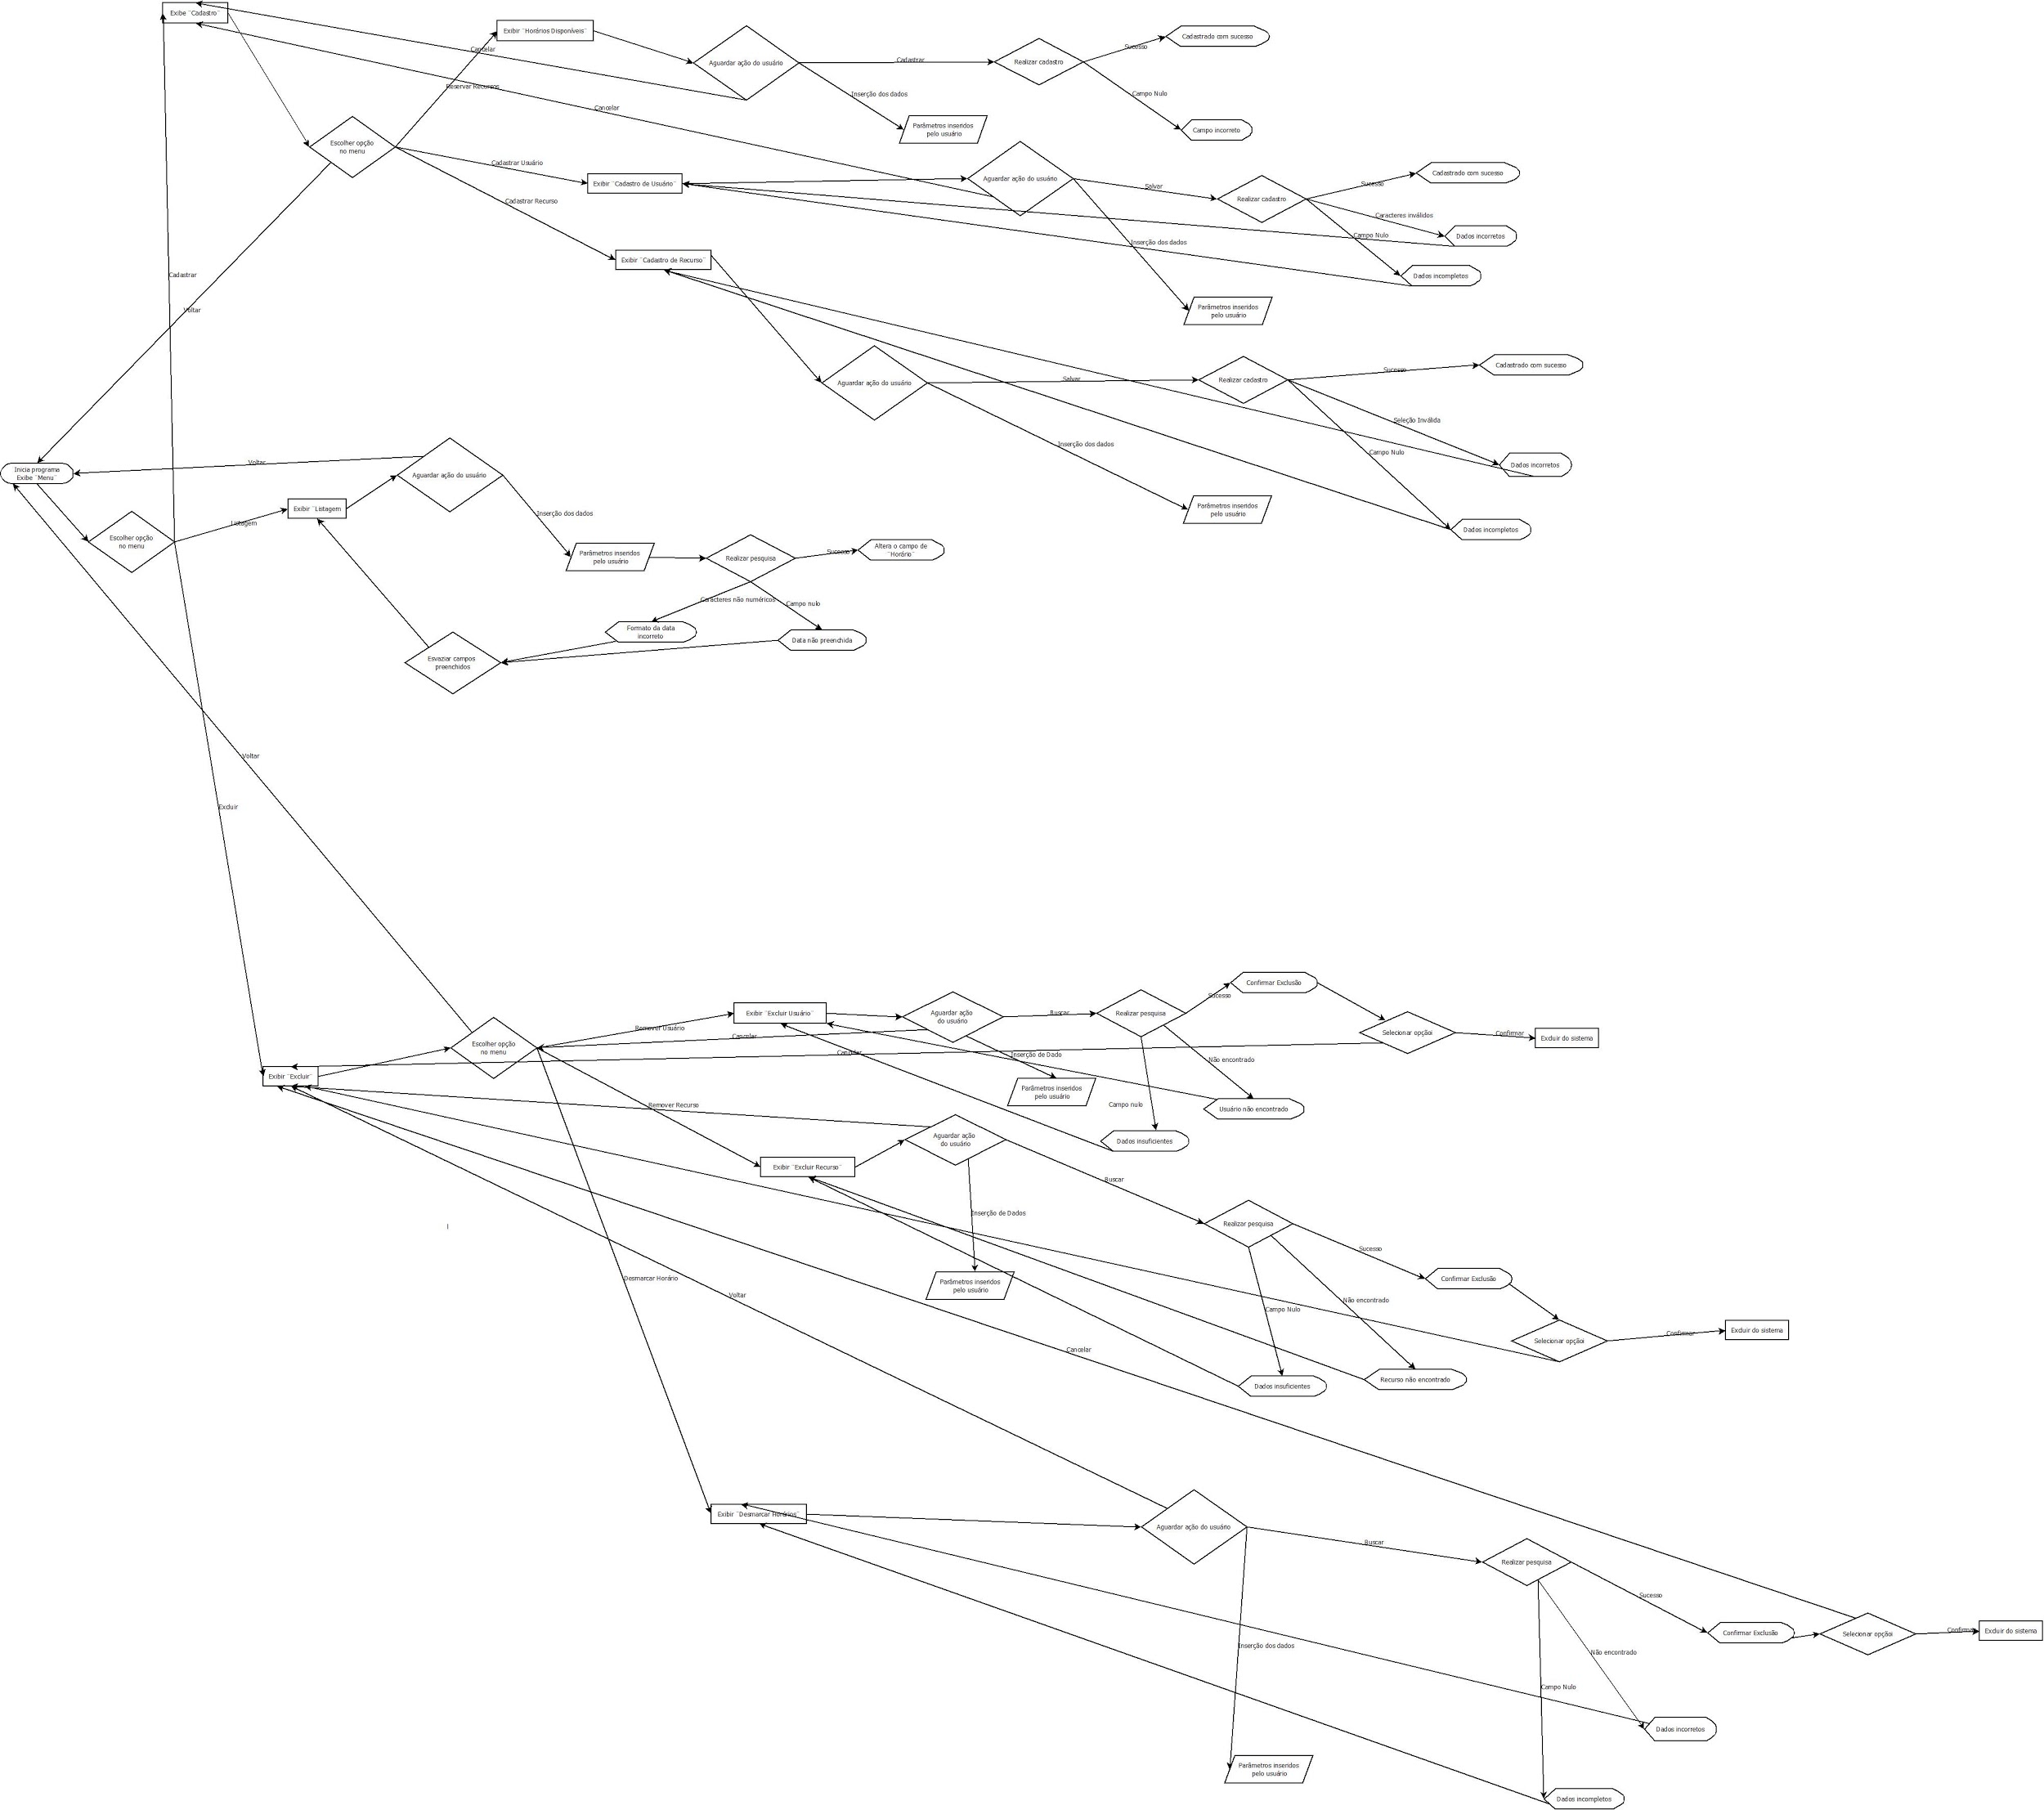 Exibe ¨Cadastro¨
Exibir ¨Horários Disponíveis¨
Cancelar
Aguardar ação do usuário
Cadastrar
Realizar cadastro
Sucesso
Cadastrado com sucesso
Reservar Recursos
Cancelar
Inserção dos dados
Campo Nulo
Parâmetros inseridos
pelo usuário
Campo incorreto
Escolher opção
no menu
Cadastrar Usuário
Exibir ¨Cadastro de Usuário¨
Aguardar ação do usuário
Salvar
Realizar cadastro
Sucesso
Cadastrado com sucesso
Cadastrar Recurso
Caracteres inválidos
Campo Nulo
Dados incorretos
Inserção dos dados
Exibir ¨Cadastro de Recurso¨
Dados incompletos
Cadastrar
Voltar
Parâmetros inseridos
pelo usuário
Aguardar ação do usuário
Salvar
Realizar cadastro
Sucesso
Cadastrado com sucesso
Seleção Inválida
Inserção dos dados
Campo Nulo
Dados incorretos
Inicia programa
Exibe ¨Menu¨
Voltar
Aguardar ação do usuário
Parâmetros inseridos
pelo usuário
Dados incompletos
Escolher opção
no menu
Listagem
Exibir ¨Listagem
Inserção dos dados
Parâmetros inseridos
pelo usuário
Realizar pesquisa
Sucesso
Altera o campo de
¨Horário¨
Caracteres não numéricos
Campo nulo
Formato da data
incorreto
Data não preenchida
Esvaziar campos
preenchidos
Voltar
Excluir
Escolher opção
no menu
Remover Usuário
Exibir ¨Excluir Usuário¨
Aguardar ação
do usuário
Buscar
Realizar pesquisa
Sucesso
Confirmar Exclusão
Selecionar opçãoi
Confirmar
Excluir do sistema
Cancelar
Cancelar
Inserção de Dado
Não encontrado
Exibir ¨Excluir¨
Parâmetros inseridos
pelo usuário
Campo nulo
Usuário não encontrado
Remover Recurso
Dados insuficientes
Aguardar ação
do usuário
Exibir ¨Excluir Recurso¨
Buscar
Inserção de Dados
Realizar pesquisa
Sucesso
Confirmar Exclusão
Parâmetros inseridos
pelo usuário
Campo Nulo
Não encontrado
Selecionar opçãoi
Confirmar
Excluir do sistema
Dados insuficientes
Recurso não encontrado
Desmarcar Horário
Voltar
Cancelar
Exibir ¨Desmarcar Horários¨
Aguardar ação do usuário
Buscar
Realizar pesquisa
Sucesso
Confirmar Exclusão
Selecionar opçãoi
Confirmar
Excluir do sistema
Inserção dos dados
Não encontrado
Campo Nulo
Dados incorretos
Parâmetros inseridos
pelo usuário
Dados incompletos